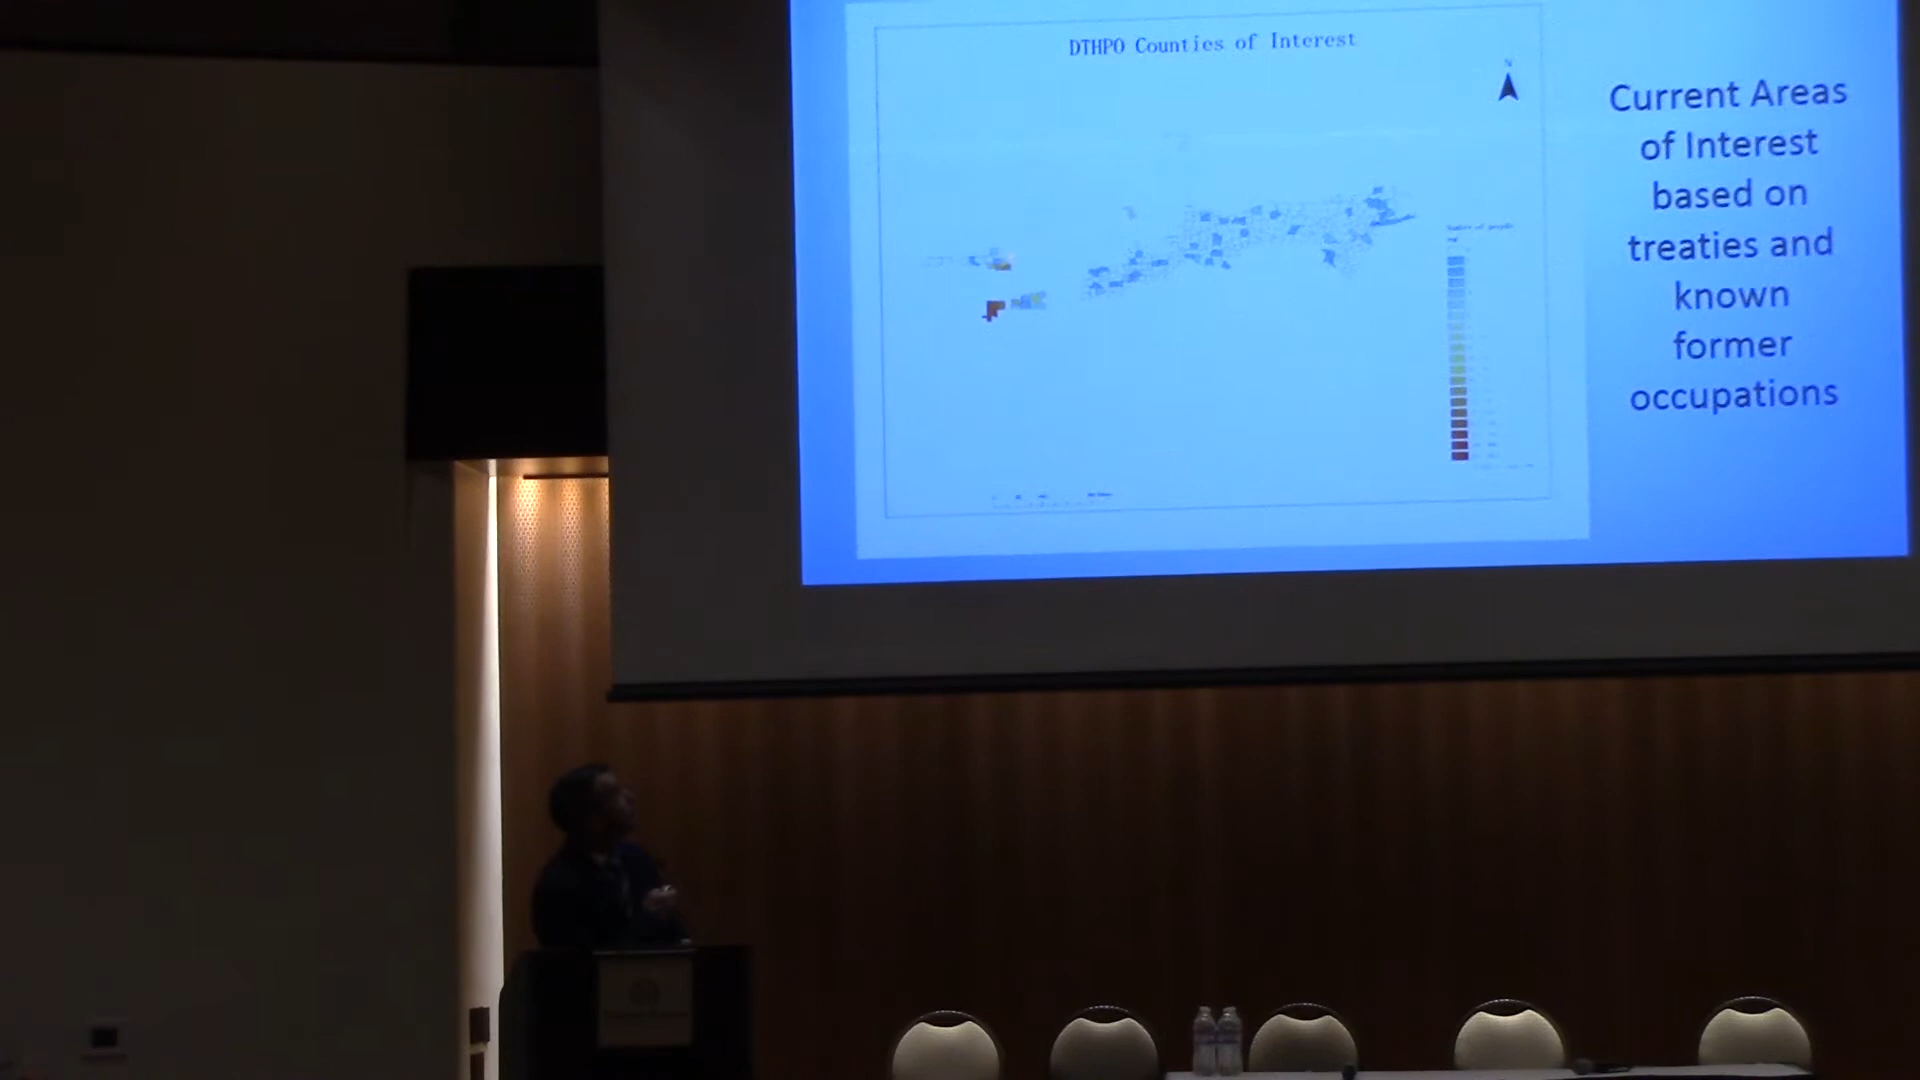 DTHPO Counties of Interest
N
Current Areas
of Interest
based on
treaties and
known
former
occupations